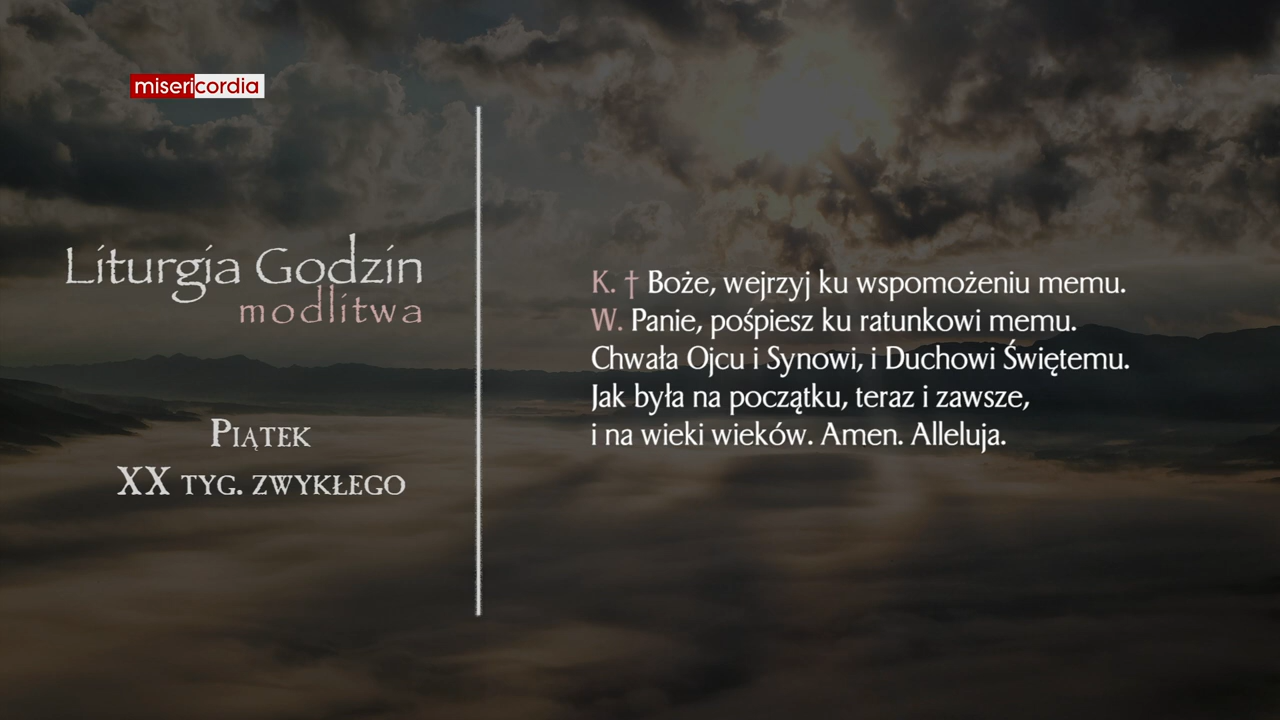 misericordia
Liturgia Godzin
modlitwa
Piątek
XX tyg. zwykłego
K. † Boże, wejrzyj ku wspomożeniu memu.
W. Panie, pośpiesz ku ratunkowi memu.
Chwała Ojcu i Synowi, i Duchowi Świętemu.
Jak była na początku, teraz i zawsze,
i na wieki wieków. Amen. Alleluja.